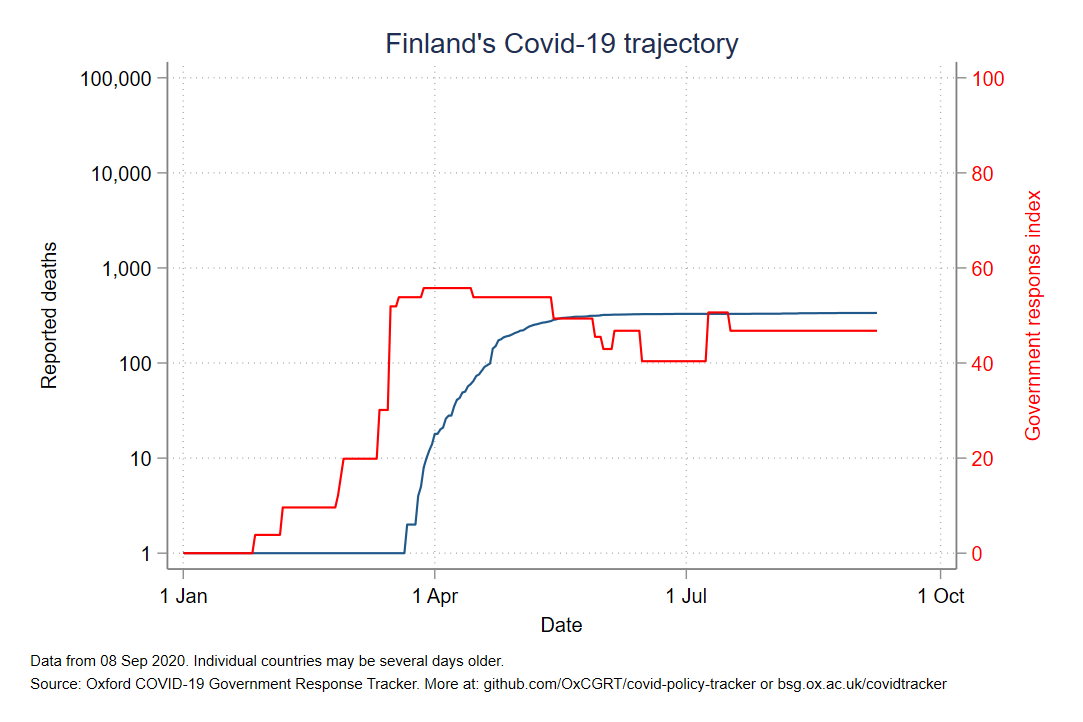 Finland's Covid-19 trajectory
100,000
10,000
1,000
100
10
1
Reported deaths
100
80
60
40
20
0
Government response index
1 Jan
1 Apr
1 Jul
1 Oct
Date
Data from 08 Sep 2020. Individual countries may be several days older.
Source: Oxford COVID-19 Government Response Tracker. More at: github.com/OxCGRT/covid-policy-tracker or bsg.ox.ac.uk/covidtracker